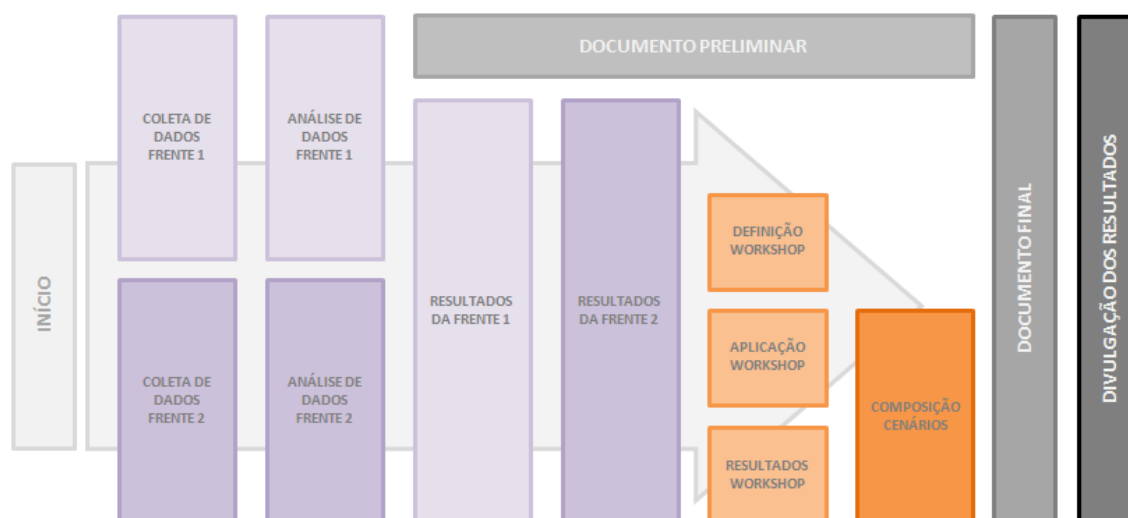 INÍCIO
COLETA DE
DADOS
FRENTE 1
COLETA DE
DADOS
FRENTE 2
ANÁLISE DE
DADOS
FRENTE 1
ANÁLISE DE
DADOS
FRENTE 2
DOCUMENTO PRELIMINAR
RESULTADOS
DA FRENTE 1
RESULTADOS
DA FRENTE 2
DEFINIÇÃO
WORKSHOP
APLICAÇÃO
WORKSHOP
RESULTADOS
WORKSHOP
COMPOSIÇÃO
CENÁRIOS
DOCUMENTO FINAL
DIVULGAÇÃO DOS RESULTADOS